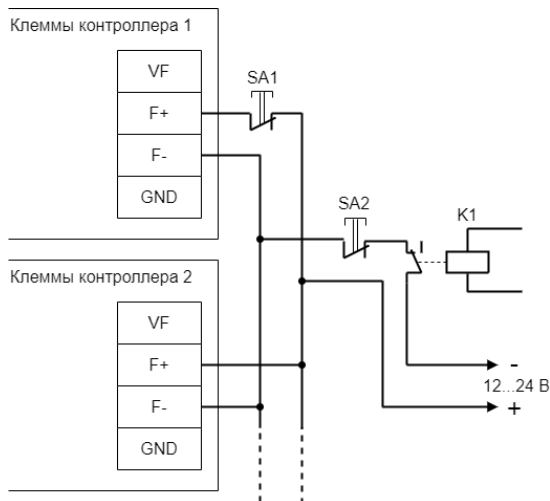 Клеммы контроллера 1
VF
SA1
F+
F-
GND
SA2
K1
Клеммы контроллера 2
VF
F+
-
12...24 В
F-
+
GND